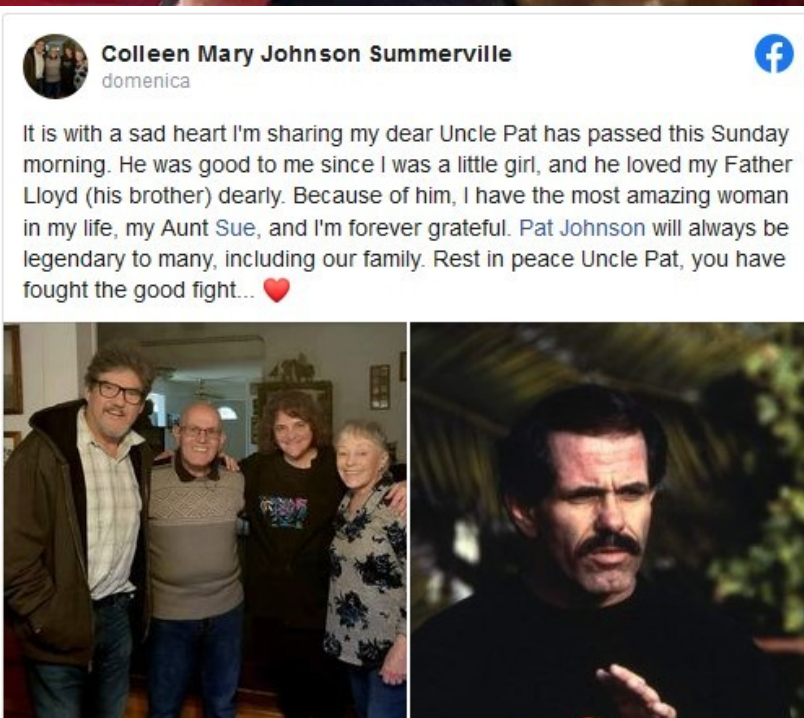 Colleen Mary Johnson Summerville
domenica
It is with a sad heart I'm sharing my dear Uncle Pat has passed this Sunday
morning. He was good to me since I was a little girl, and he loved my Father
Lloyd (his brother) dearly. Because of him, I have the most amazing woman
in my life, my Aunt Sue, and I'm forever grateful. Pat Johnson will always be
legendary to many, including our family. Rest in peace Uncle Pat, you have
fought the good fight... ❤️